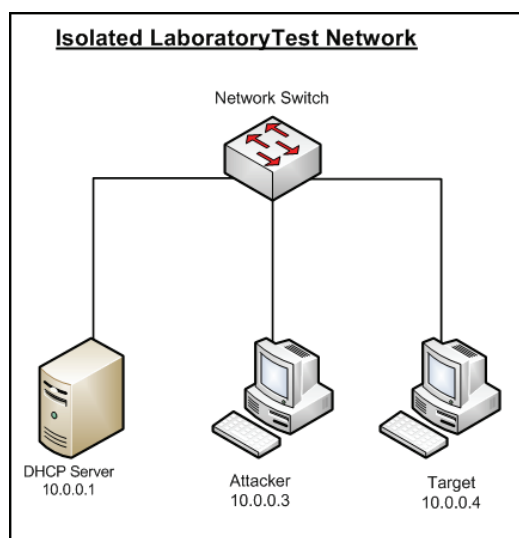 Isolated LaboratoryTest Network
Network Switch
DHCP Server
10.0.0.1
Attacker
10.0.0.3
Target
10.0.0.4